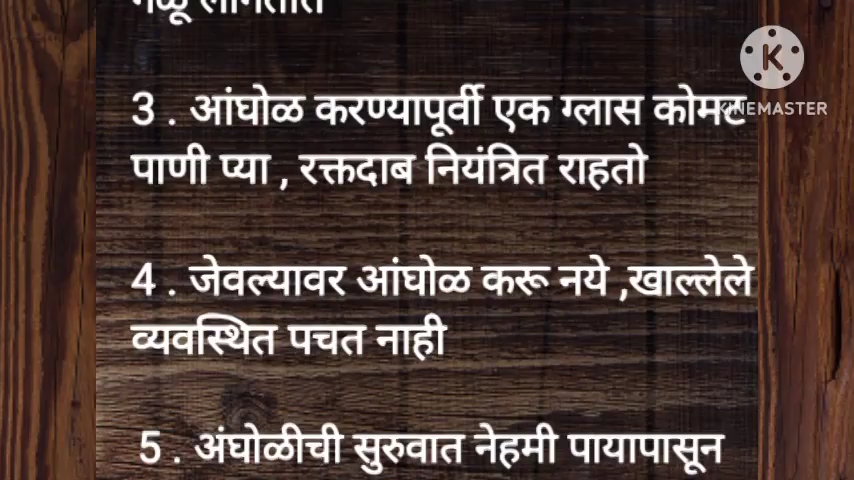 3 . आंघोळ करण्यापूर्वी एक ग्लास कोमट
पाणी प्या , रक्तदाब नियंत्रित राहतो
4 . जेवल्यावर आंघोळ करू नये ,खाल्लेले
व्यवस्थित पचत नाही
5 . अंघोळीची सुरुवात नेहमी पायापासून
K
KINEMASTER